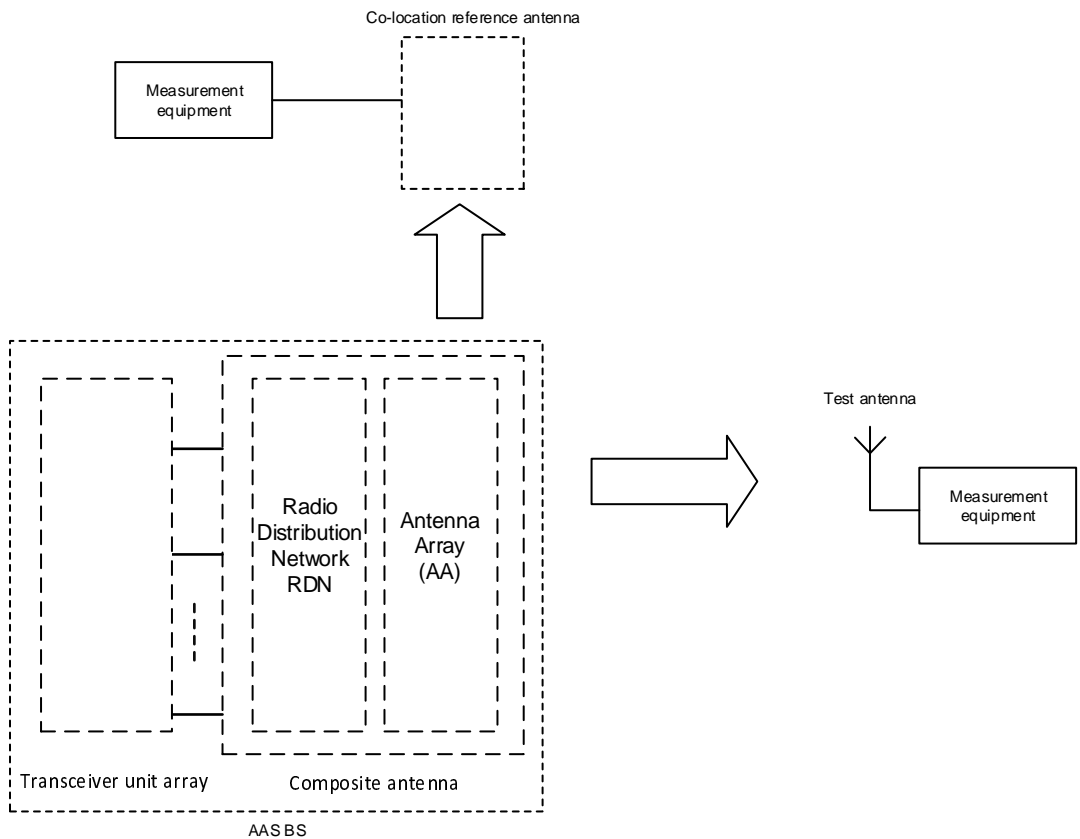 Co-location reference antenna
Measurement
equipment
Test antenna
Measurement
equipment
Radio
Distribution
Network
RDN
Antenna
Array
(AA)
Transceiver unit array
Composite antenna
AAS BS